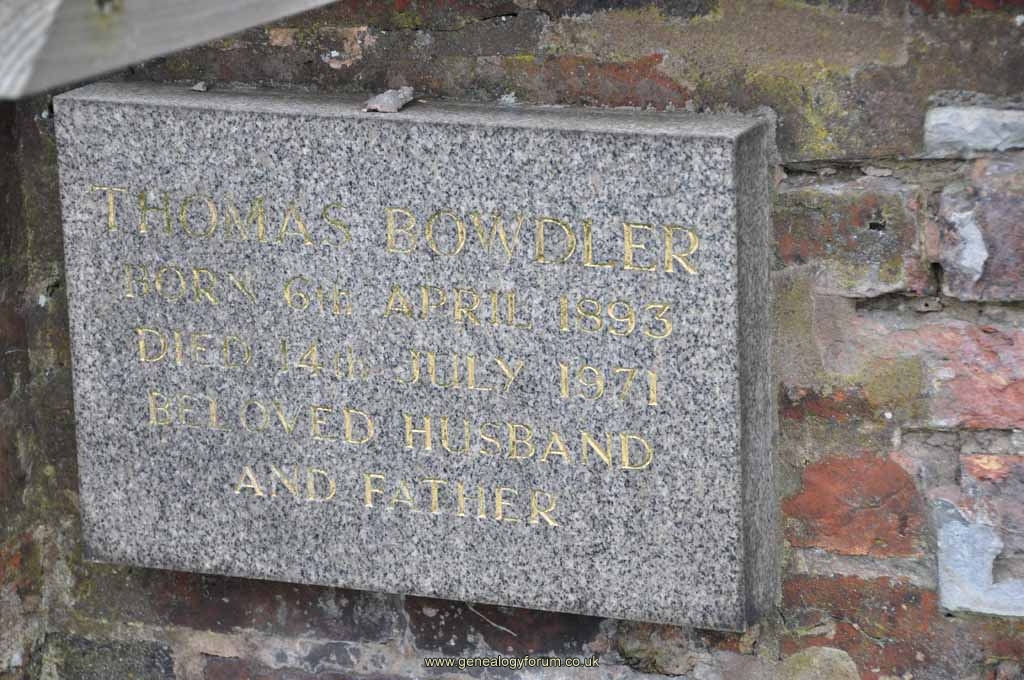 THOMAS BOWDLER
BORN 6th APRIL 1893
DIED 14th JULY 1971
BELOVED HUSBAND
AND FATHER
www.genealogyforum.co.uk